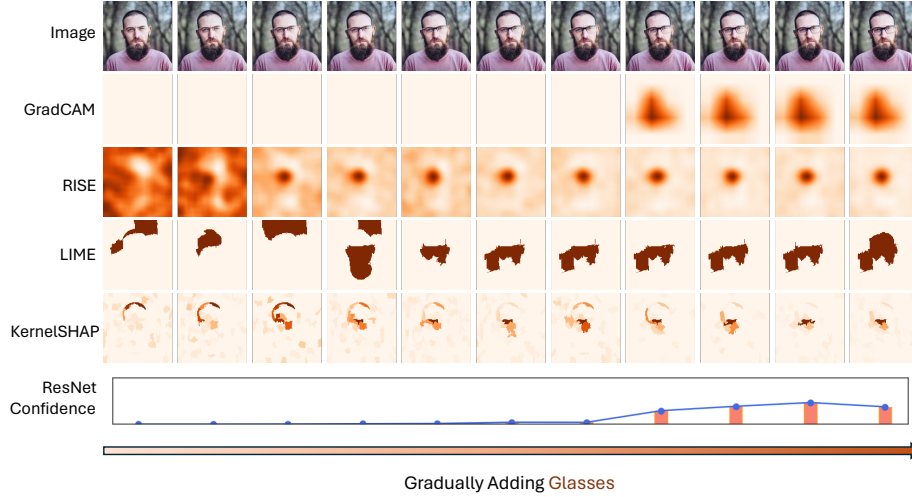 Image
GradCAM
RISE
LIME
KernelSHAP
ResNet
Confidence
Gradually Adding Glasses